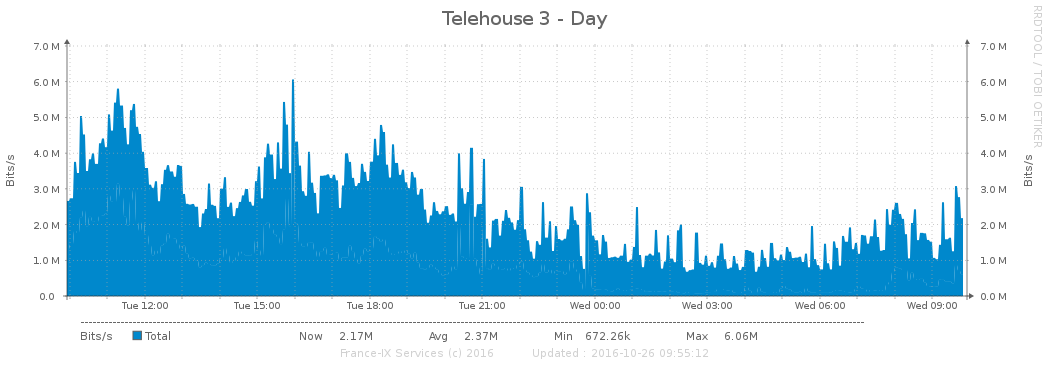 Telehouse 3 - Day
RRDTOOL / TOBI OETIKER
7.0 M 7.0 M
6.0 M 6.0 M
5.0 M 5.0 M
4.0 M 4.0 M
3.0 M 3.0 M
2.0 M 2.0 M
1.0 M 1.0 M
0.0 0.0 M
Bits/s
Bits/s
Tue 12:00 Tue 15:00 Tue 18:00 Tue 21:00 Wed 00:00 Wed 03:00 Wed 06:00 Wed 09:00
Bits/s Total Now 2.17M Avg 2.37M Min 672.26k Max 6.06M
France-IX Services (c) 2016 Updated : 2016-10-26 09:55:12